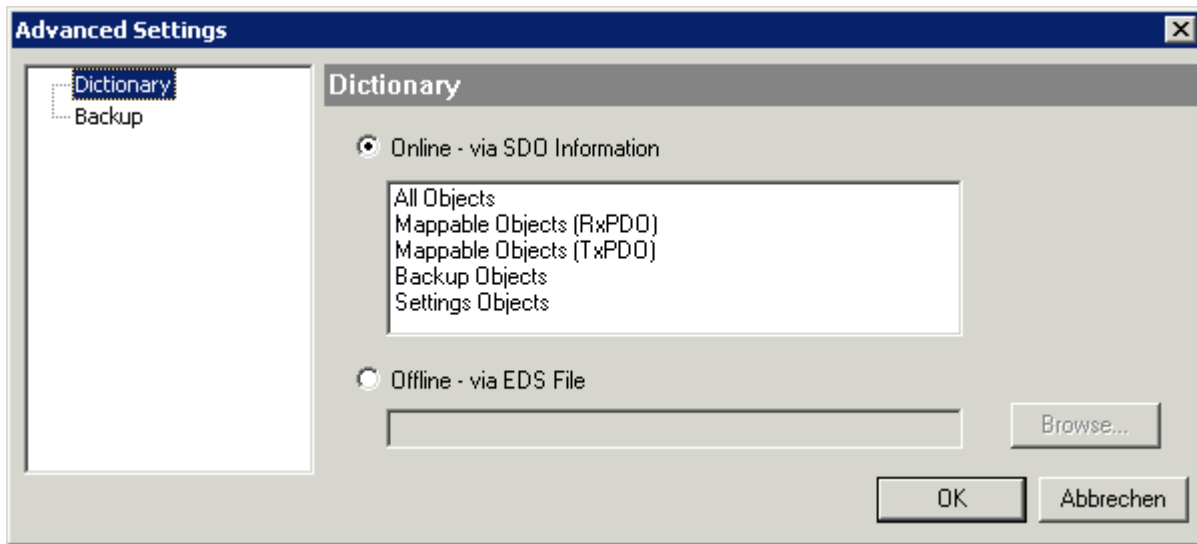 Advanced Settings
Dictionary
Backup
Dictionary
Online - via SDO Information
All Objects
Mappable Objects (RxPDO)
Mappable Objects (TxPDO)
Backup Objects
Settings Objects
Offline - via EDS File
Browse...
OK
Abbrechen